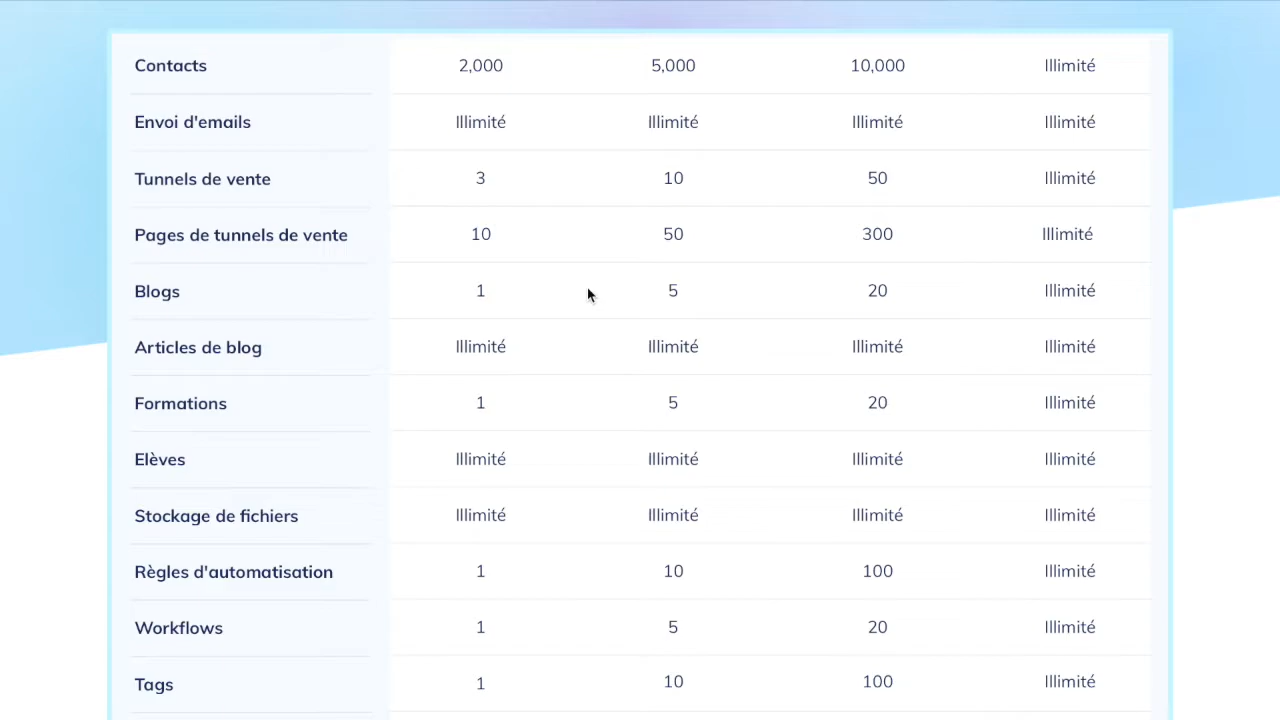 Contacts 2,000 5,000 10,000 Illimité
Envoi d'emails Illimité Illimité Illimité Illimité
Tunnels de vente 3 10 50 Illimité
Pages de tunnels de vente 10 50 300 Illimité
Blogs 1 5 20 Illimité
Articles de blog Illimité Illimité Illimité Illimité
Formations 1 5 20 Illimité
Elèves Illimité Illimité Illimité Illimité
Stockage de fichiers Illimité Illimité Illimité Illimité
Règles d'automatisation 1 10 100 Illimité
Workflows 1 5 20 Illimité
Tags 1 10 100 Illimité